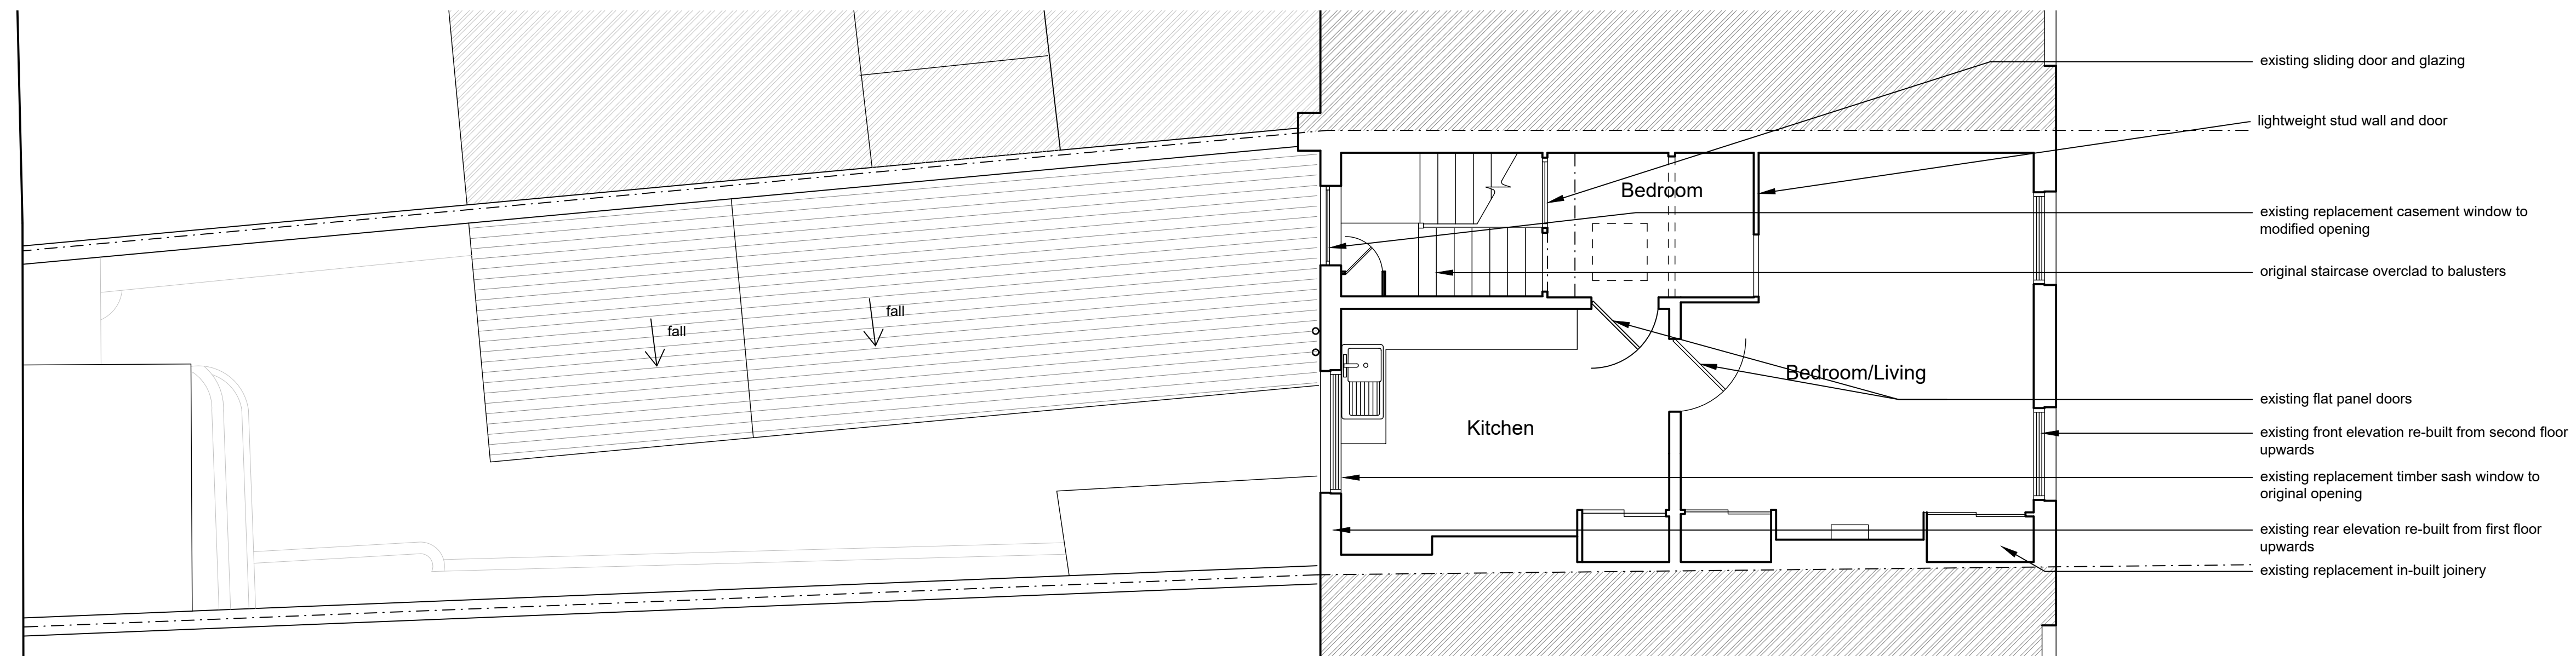 existing sliding door and glazing
lightweight stud wall and door
Bedroom
existing replacement casement window to
modified opening
original staircase overclad to balusters
fall
fall
Bedroom/Living
existing flat panel doors
Kitchen
existing front elevation re-built from second floor
upwards
existing replacement timber sash window to
original opening
existing rear elevation re-built from first floor
upwards
existing replacement in-built joinery